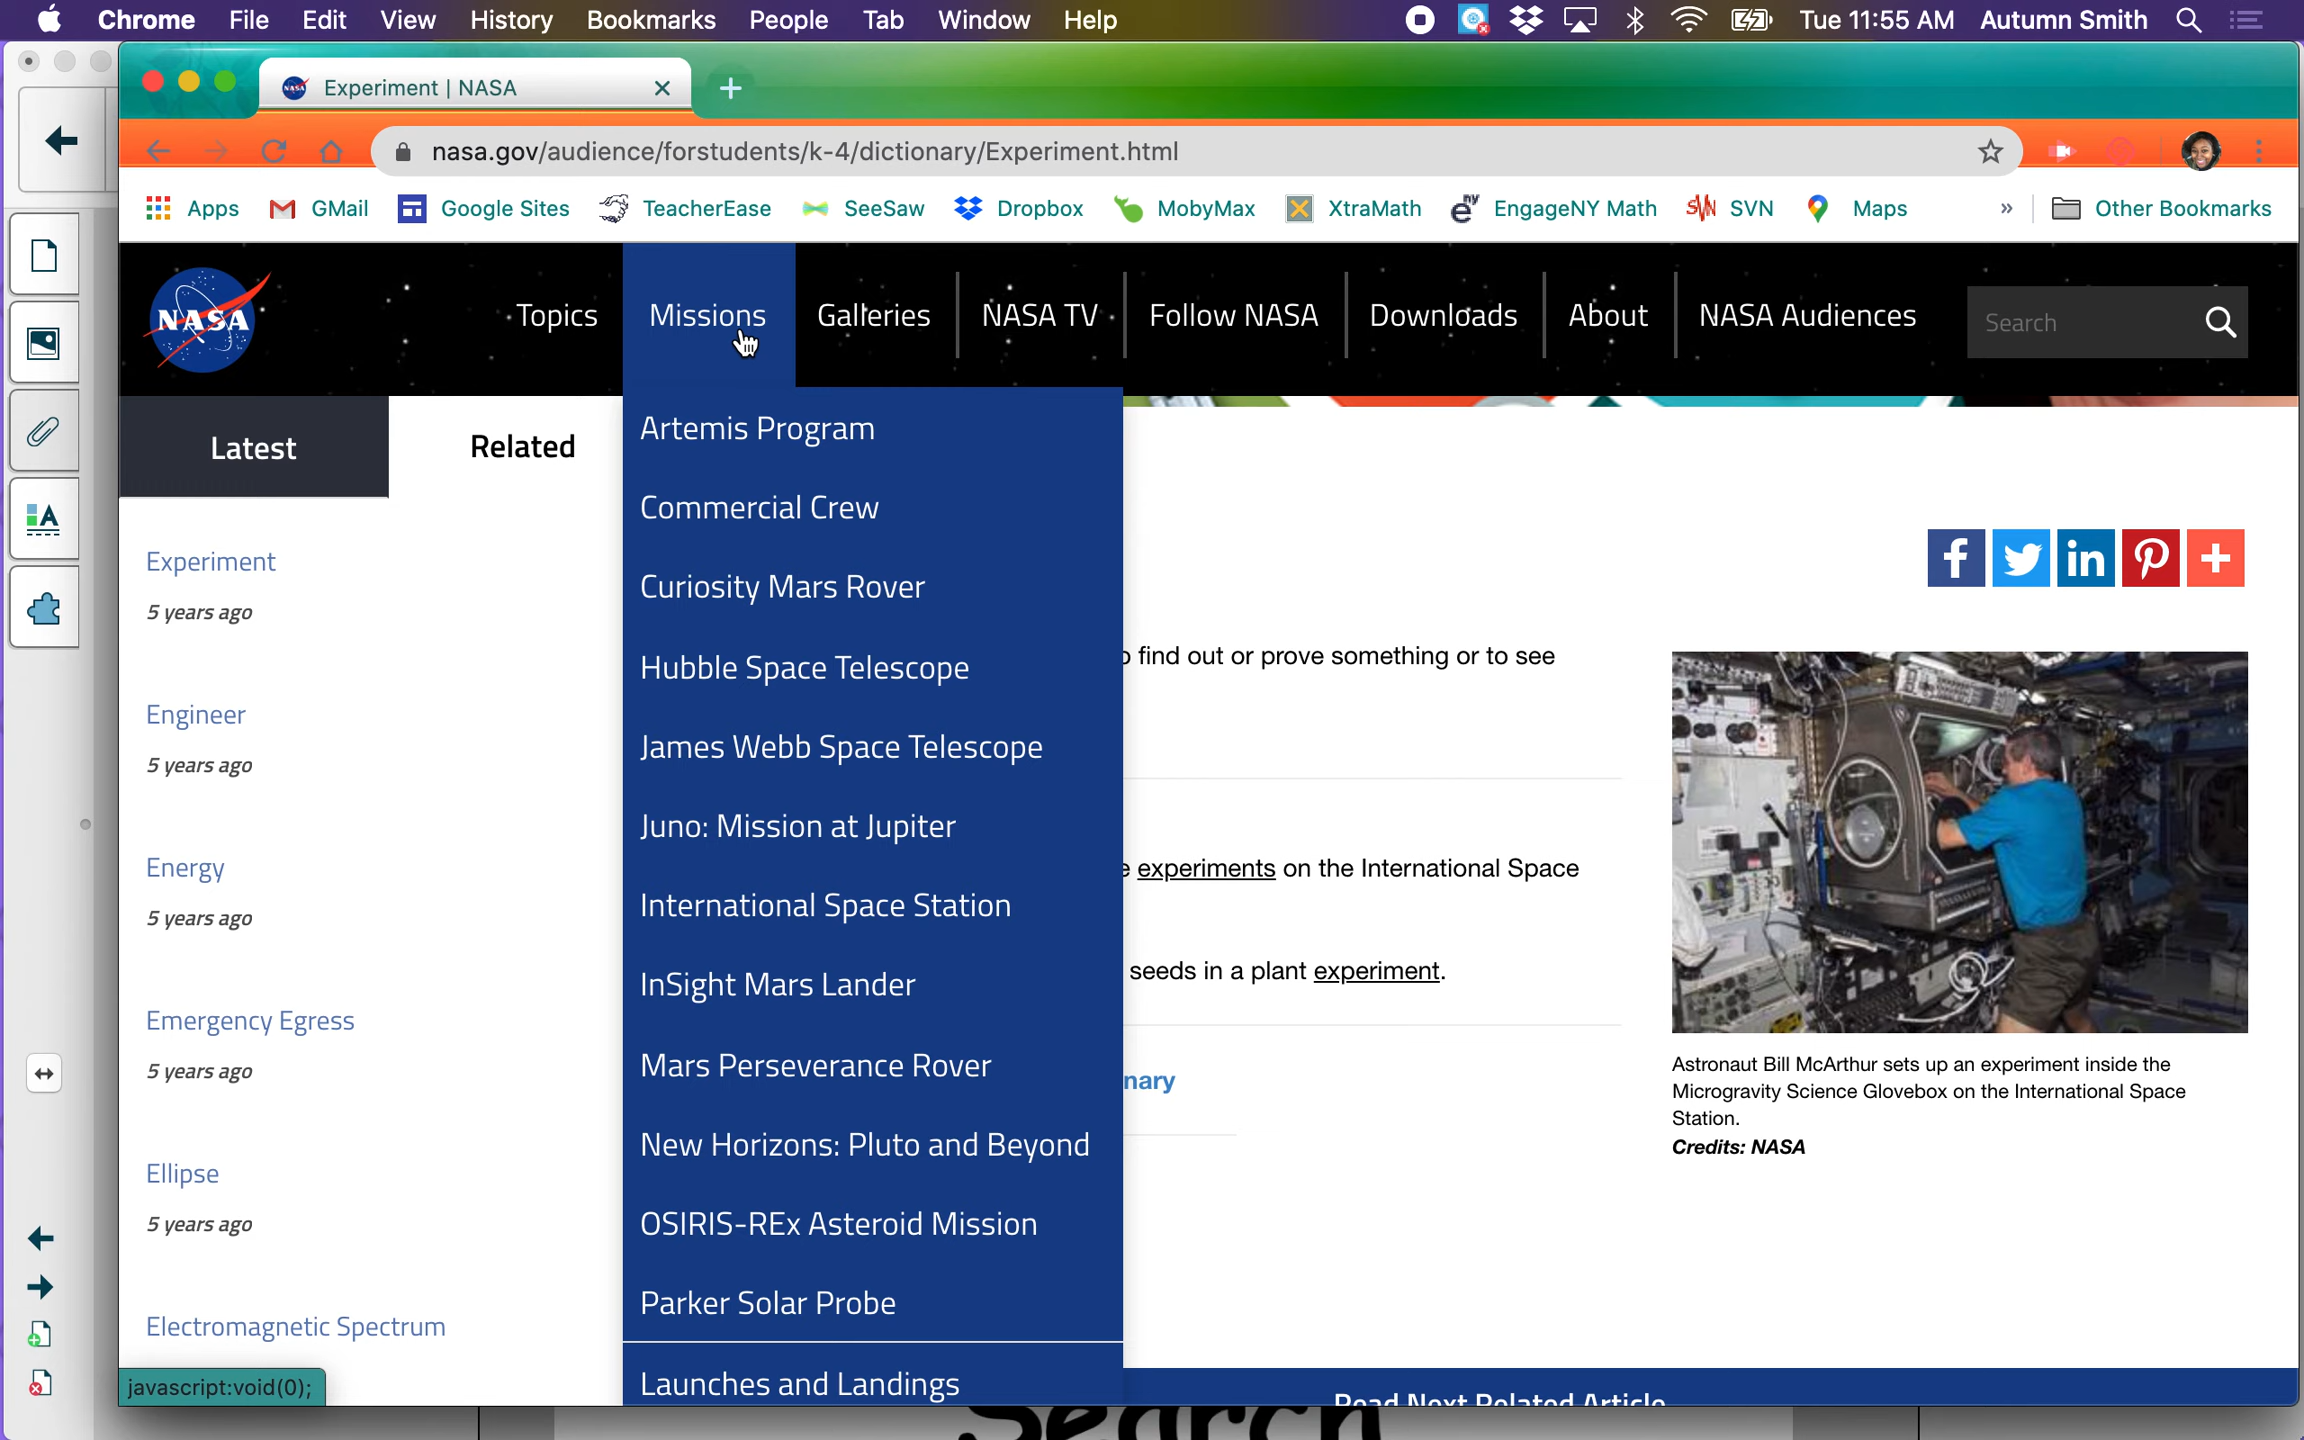 Chrome File Edit View History Bookmarks People Tab Window Help Tue 11:55 AM Autumn Smith
Experiment | NASA
nasa.gov/audience/forstudents/k-4/dictionary/Experiment.html
Apps GMail Google Sites TeacherEase SeeSaw Dropbox MobyMax XtraMath EngageNY Math SVN Maps » Other Bookmarks
NASA Topics Missions Galleries NASA TV Follow NASA Downloads About NASA Audiences Search
Latest Related
Experiment
5 years ago
Engineer
5 years ago
Energy
5 years ago
Emergency Egress
5 years ago
Ellipse
5 years ago
Electromagnetic Spectrum
javascript:void(0);
Artemis Program
Commercial Crew
Curiosity Mars Rover
Hubble Space Telescope
James Webb Space Telescope
Juno: Mission at Jupiter
International Space Station
InSight Mars Lander
Mars Perseverance Rover
New Horizons: Pluto and Beyond
OSIRIS-REx Asteroid Mission
Parker Solar Probe
Launches and Landings
find out or prove something or to see
experiments on the International Space
seeds in a plant experiment.
nary
Astronaut Bill McArthur sets up an experiment inside the
Microgravity Science Glovebox on the International Space
Station.
Credits: NASA
Read Next Related Article
Search